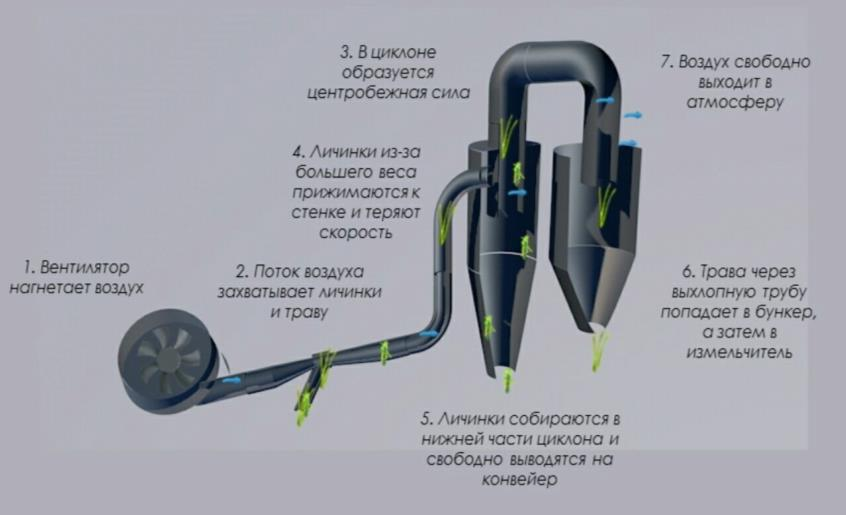 1. Вентилятор
нагнетает воздух
2. Поток воздуха
захватывает личинки
и траву
3. В циклоне
образуется
центробежная сила
4. Личинки из-за
большего веса
прижимаются к
стенке и теряют
скорость
5. Личинки собираются в
нижней части циклона и
свободно выводятся на
конвейер
6. Трава через
выхлопную трубу
попадает в бункер,
а затем в
измельчитель
7. Воздух свободно
выходит в
атмосферу